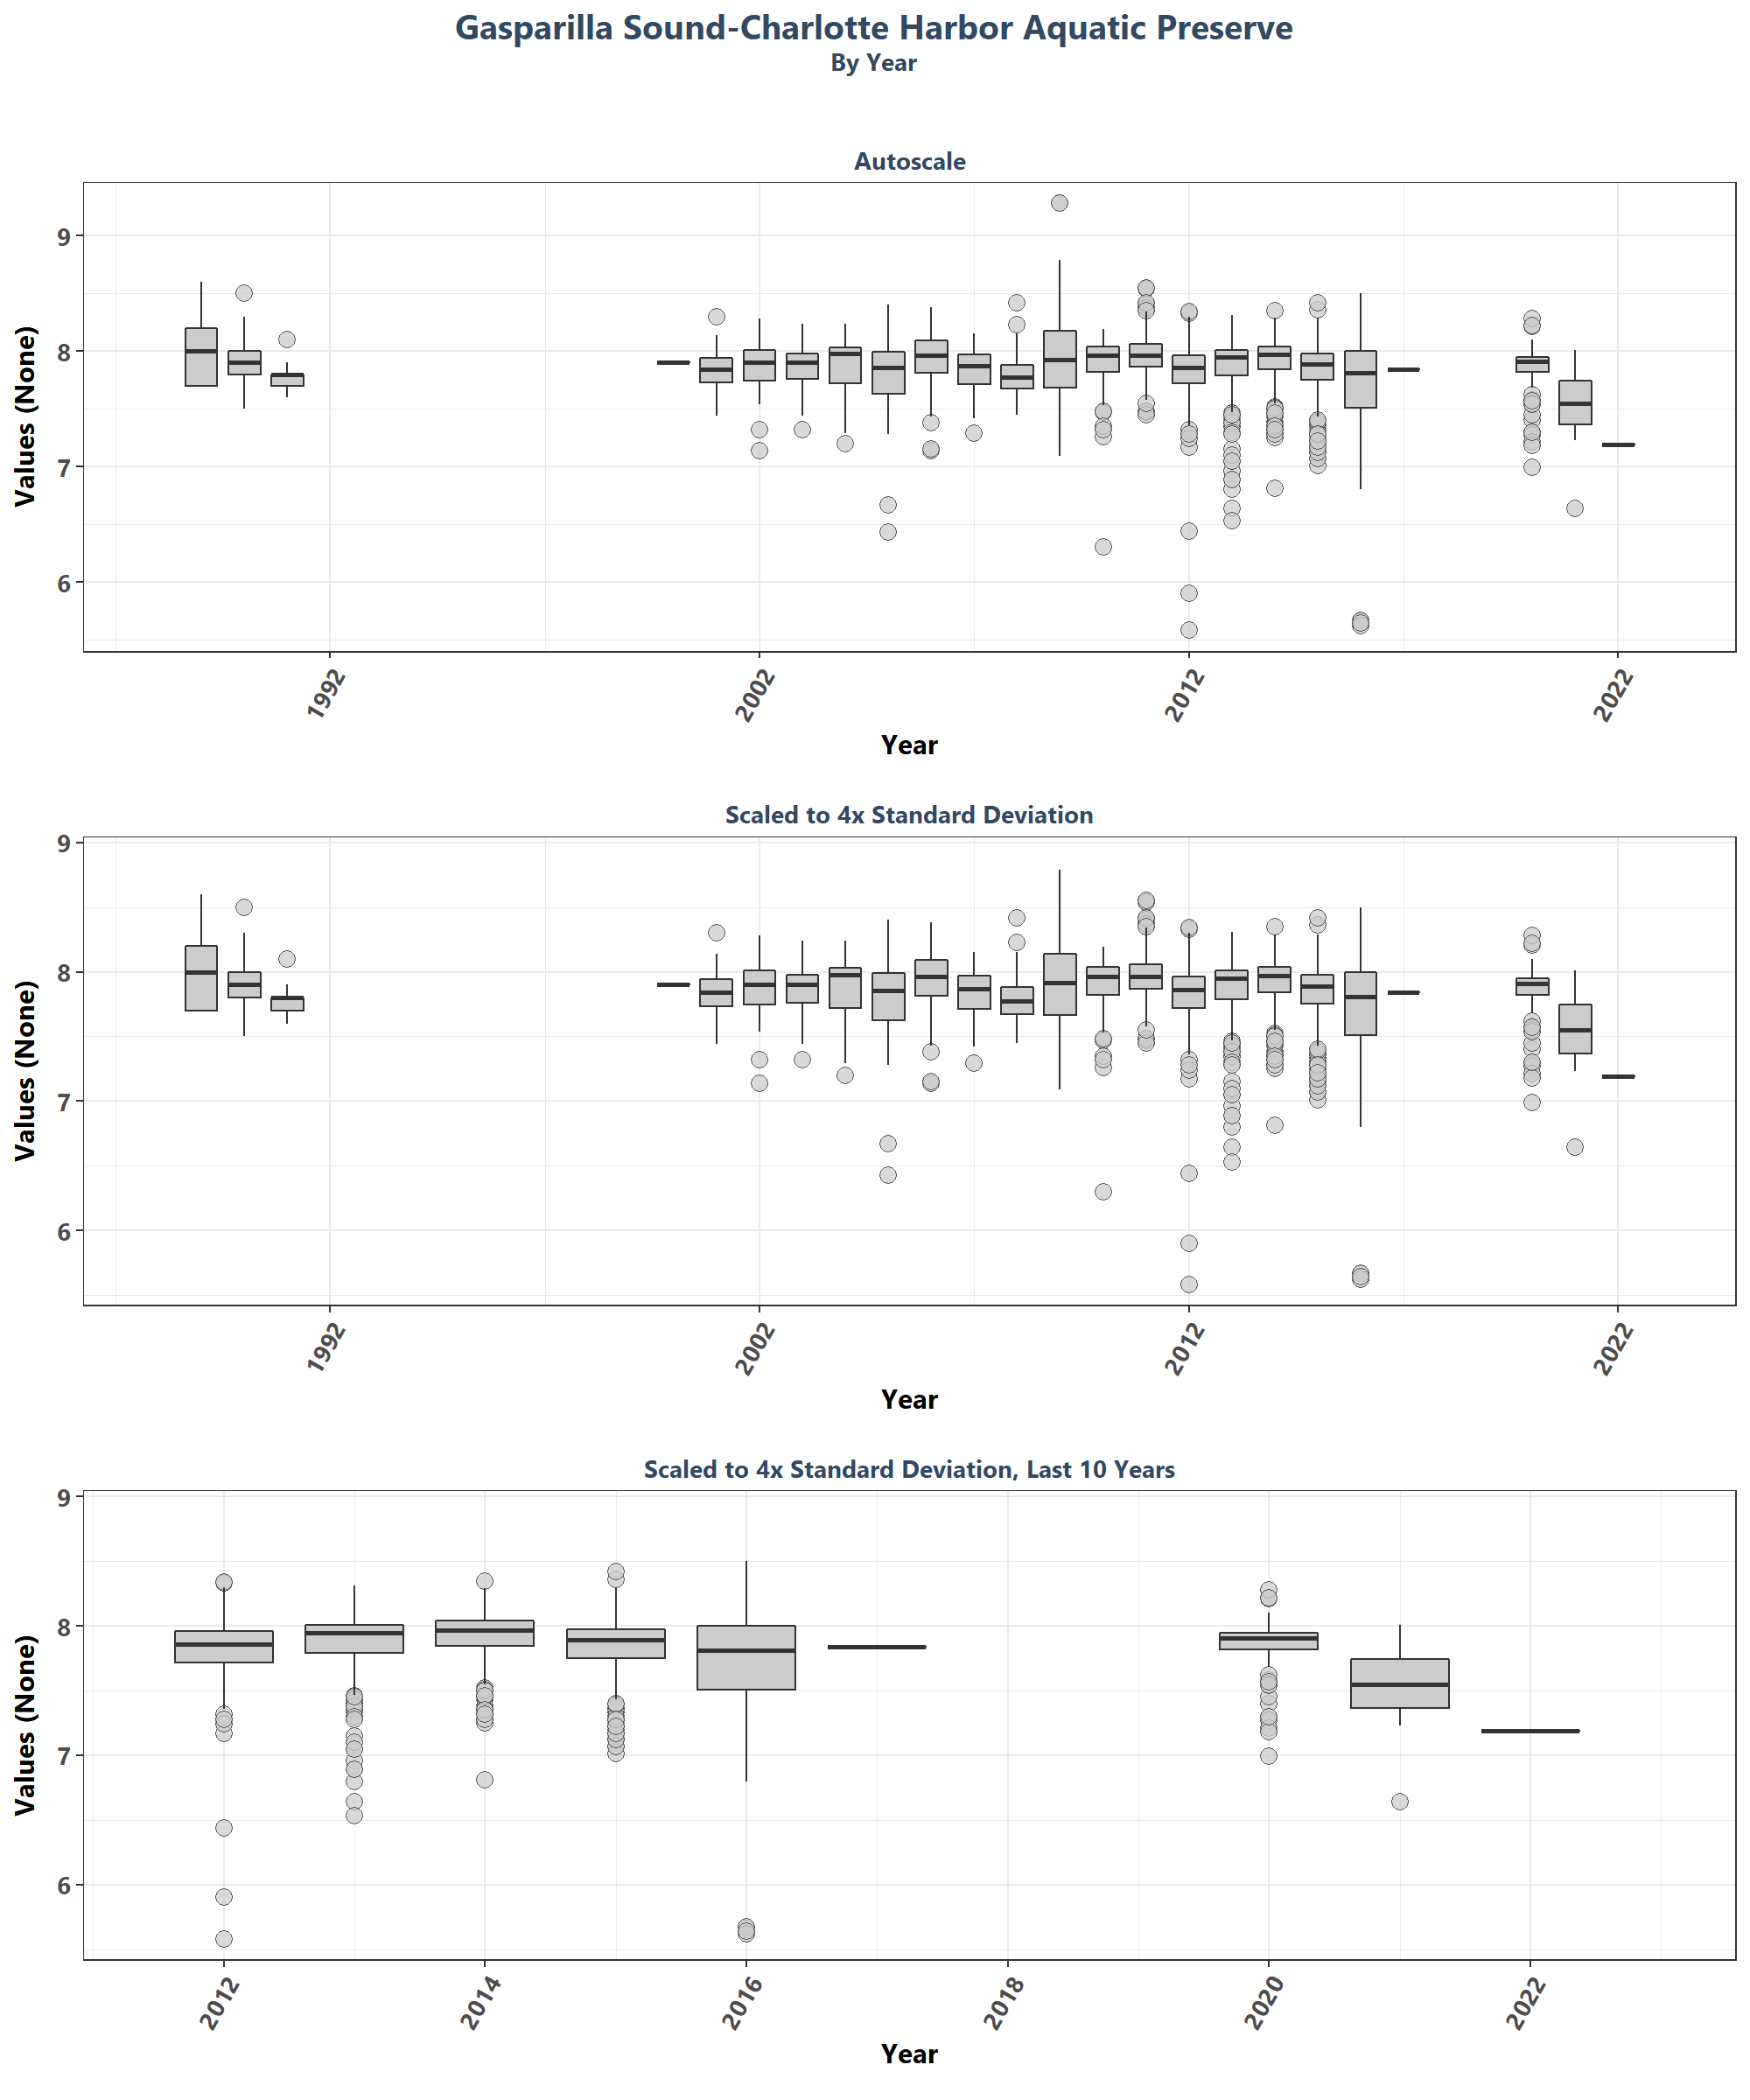 Gasparilla Sound-Charlotte Harbor Aquatic Preserve
By Year
Autoscale
Values (None)
9
8
7
6
1992
2002
2012
2022
Year
Scaled to 4x Standard Deviation
Values (None)
9
8
7
6
1992
2002
2012
2022
Year
Scaled to 4x Standard Deviation, Last 10 Years
Values (None)
9
8
7
6
2012
2014
2016
2018
2020
2022
Year